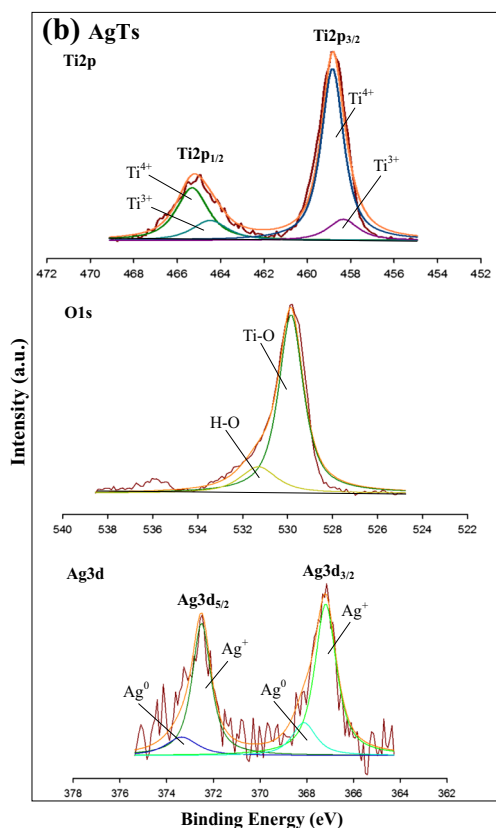 (b) AgTs
Ti2p
Ti2p3/2
Ti4+
Ti2p1/2
Ti4+
Ti3+
Ti3+
472 470 468 466 464 462 460 458 456 454 452
O1s
Ti-O
H-O
Intensity (a.u.)
540 538 536 534 532 530 528 526 524 522
Ag3d
Ag3d3/2
Ag3d5/2
Ag+
Ag+
Ag0
Ag0
378 376 374 372 370 368 366 364 362
Binding Energy (eV)